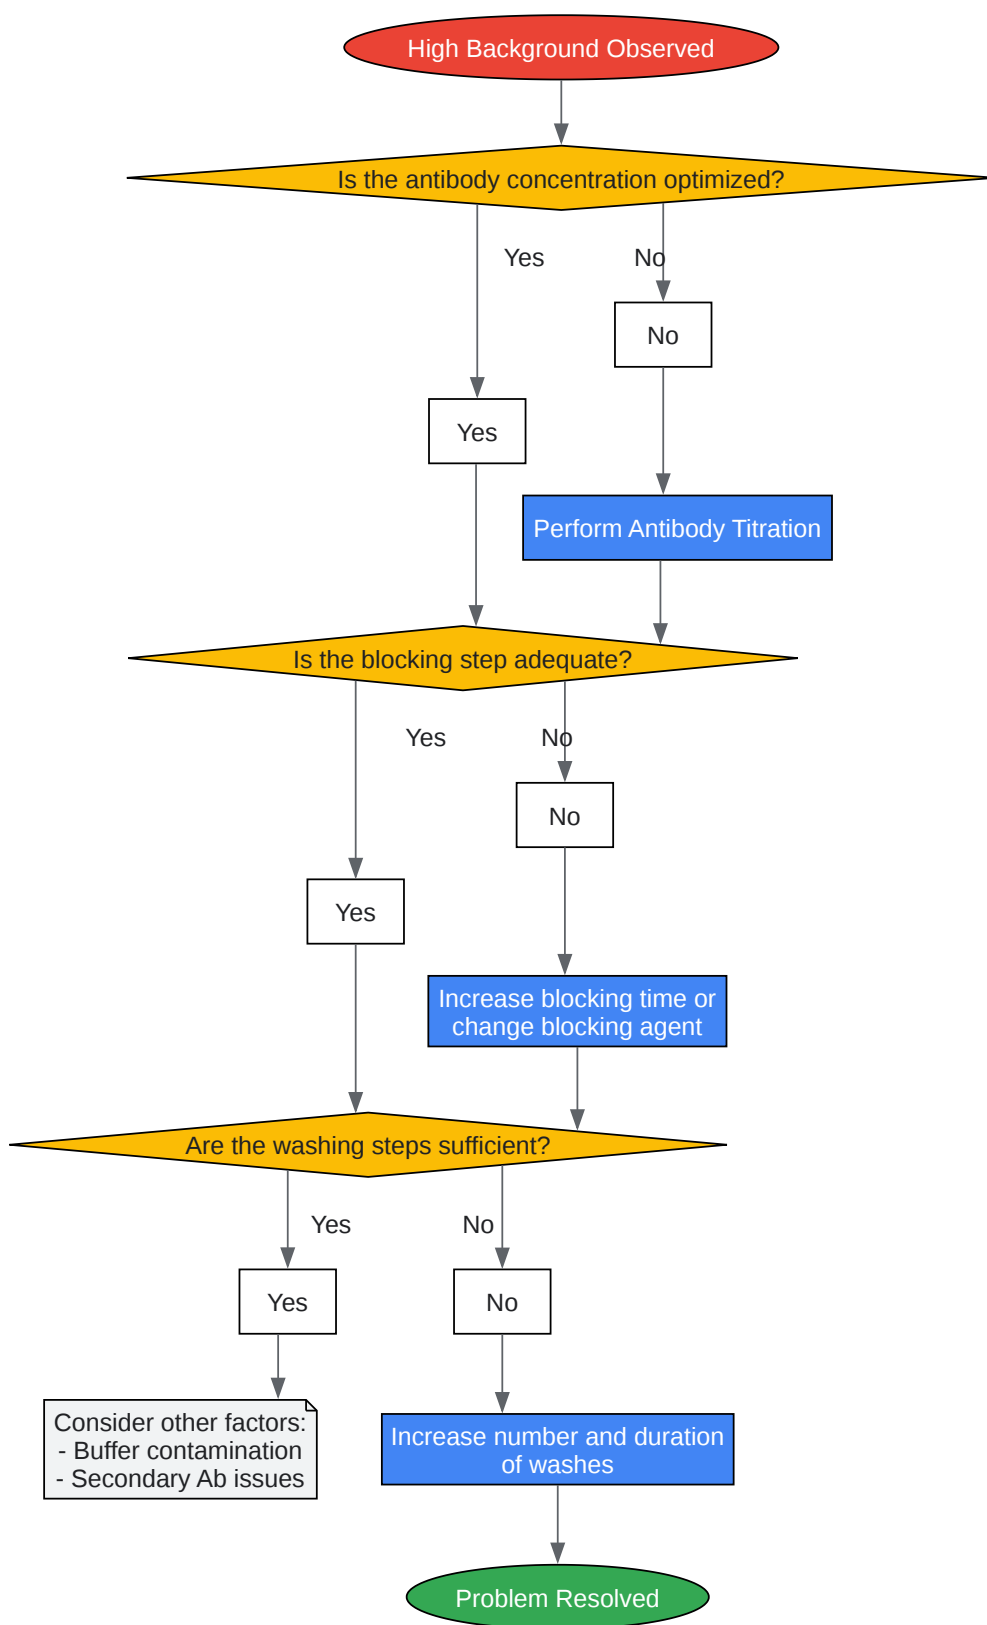 High Background Observed
Is the antibody concentration optimized?
Yes
No
No
Yes
Perform Antibody Titration
Is the blocking step adequate?
Yes
No
No
Yes
Increase blocking time or
change blocking agent
Are the washing steps sufficient?
Yes
No
Yes
No
Consider other factors:
- Buffer contamination
- Secondary Ab issues
Increase number and duration
of washes
Problem Resolved